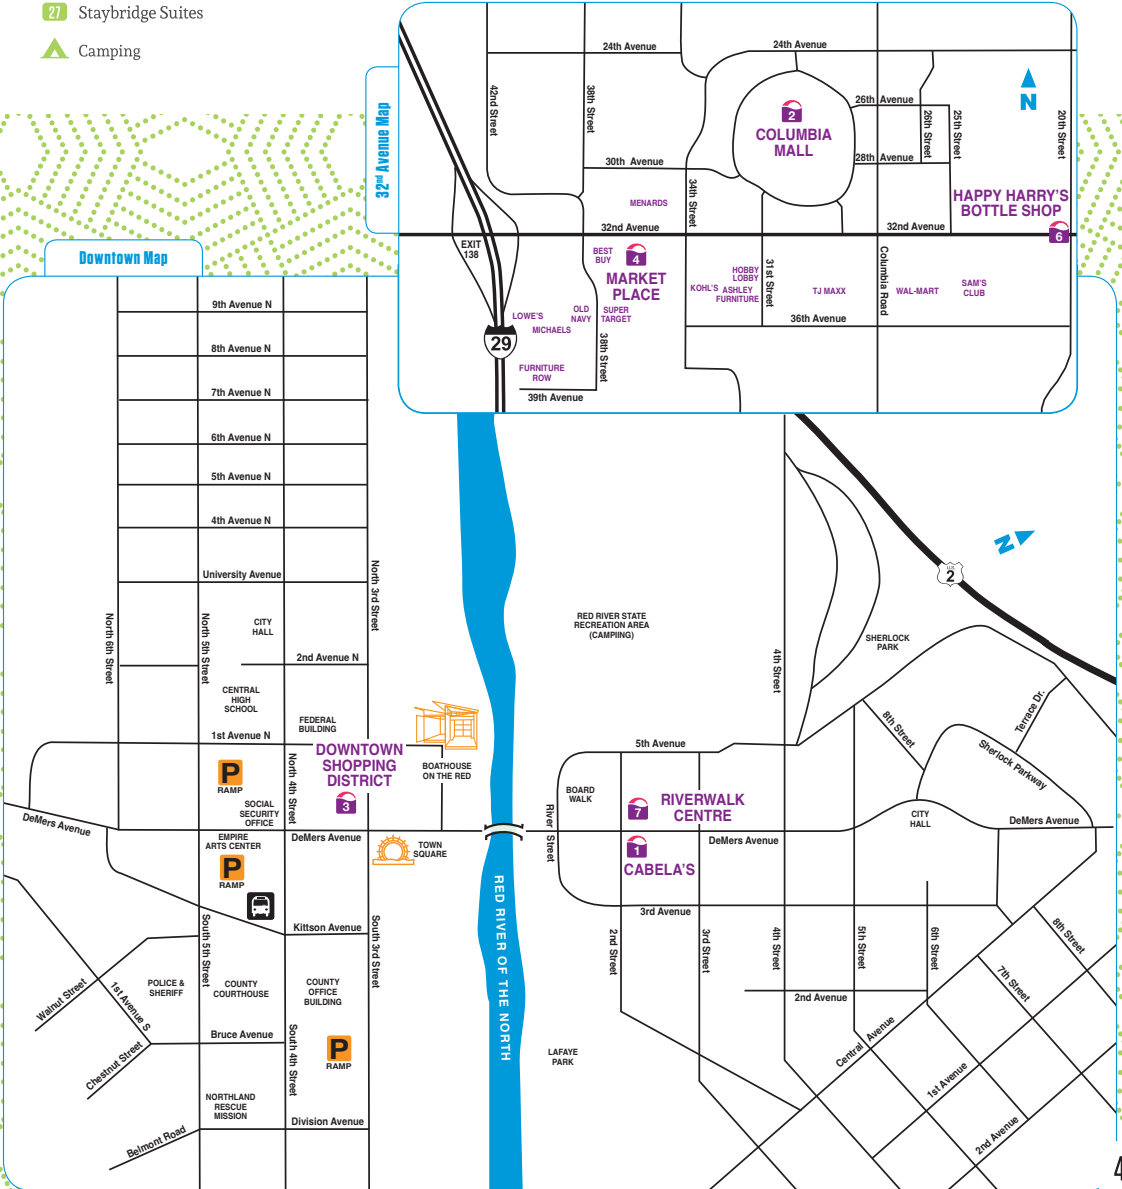 27 Staybridge Suites
Camping
32nd Avenue Map
24th Avenue
24th Avenue
42nd Street
38th Street
2
COLUMBIA
MALL
26th Avenue
26th Street
25th Street
20th Street
N
30th Avenue
28th Avenue
34th Street
MENARDS
HAPPY HARRY'S
BOTTLE SHOP
6
32nd Avenue
32nd Avenue
EXIT
138
BEST
BUY
4
MARKET
PLACE
HOBBY
LOBBY
KOHL'S
ASHLEY
FURNITURE
31st Street
TJ MAXX
Columbia Road
WAL-MART
SAM'S
CLUB
LOWE'S
OLD
NAVY
SUPER
TARGET
MICHAELS
36th Avenue
29
38th Street
FURNITURE
ROW
39th Avenue
Downtown Map
9th Avenue N
8th Avenue N
7th Avenue N
6th Avenue N
5th Avenue N
4th Avenue N
University Avenue
North 3rd Street
North 6th Street
North 5th Street
CITY
HALL
2nd Avenue N
CENTRAL
HIGH
SCHOOL
FEDERAL
BUILDING
1st Avenue N
North 4th Street
DOWNTOWN
SHOPPING
DISTRICT
3
BOATHOUSE
ON THE RED
P
RAMP
SOCIAL
SECURITY
OFFICE
DeMers Avenue
DeMers Avenue
EMPIRE
ARTS CENTER
P
RAMP
TOWN
SQUARE
Kittson Avenue
South 5th Street
South 3rd Street
Walnut Street
1st Avenue S
POLICE &
SHERIFF
COUNTY
COURTHOUSE
COUNTY
OFFICE
BUILDING
Bruce Avenue
South 4th Street
Chestnut Street
P
RAMP
NORTHLAND
RESCUE
MISSION
Division Avenue
Belmont Road
RED RIVER OF THE NORTH
RED RIVER STATE
RECREATION AREA
(CAMPIING)
N
U.S.
2
SHERLOCK
PARK
4th Street
Terrace Dr.
8th Street
Sherlock Parkway
5th Avenue
BOARD
WALK
River Street
7
RIVERWALK
CENTRE
CITY
HALL
DeMers Avenue
DeMers Avenue
1
CABELA'S
3rd Avenue
2nd Street
3rd Street
4th Street
5th Street
6th Street
8th Street
7th Street
2nd Avenue
Central Avenue
LAFAYE
PARK
1st Avenue
2nd Avenue
4